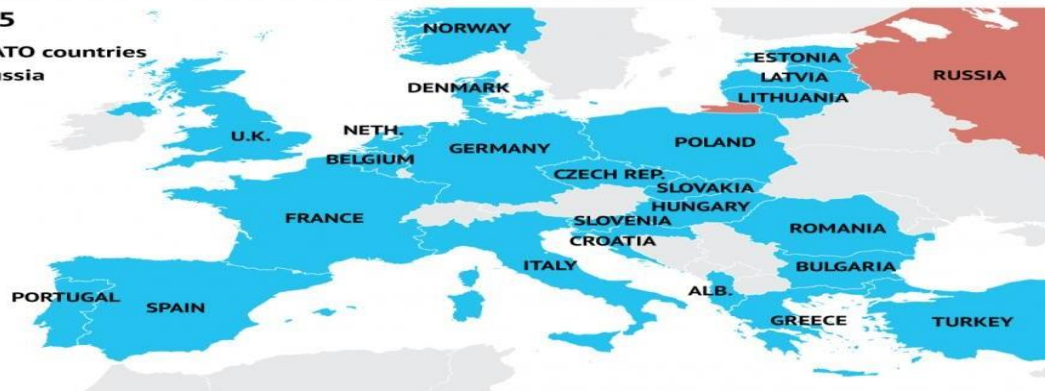 5
ATO countries
ssia
NORWAY
ESTONIA
LATVIA
LITHUANIA
RUSSIA
DENMARK
U.K.
NETH.
BELGIUM
GERMANY
POLAND
CZECH REP.
SLOVAKIA
HUNGARY
FRANCE
SLOVENIA
CROATIA
ROMANIA
ITALY
BULGARIA
ALB.
PORTUGAL
SPAIN
GREECE
TURKEY